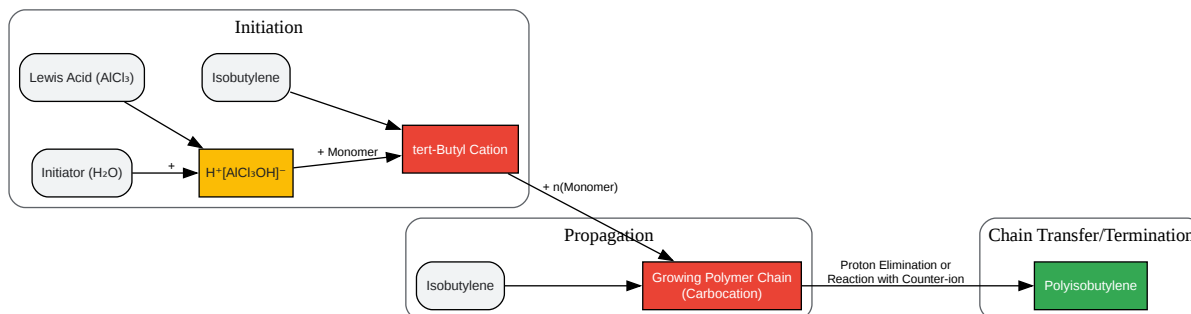 Initiation
Lewis Acid (AlCl₃)
Isobutylene
Initiator (H₂O)
+
H⁺[AlCl₃OH]⁻
+ Monomer
tert-Butyl Cation
+ n(Monomer)
Propagation
Isobutylene
Growing Polymer Chain
(Carbocation)
Proton Elimination or
Reaction with Counter-ion
Chain Transfer/Termination
Polyisobutylene